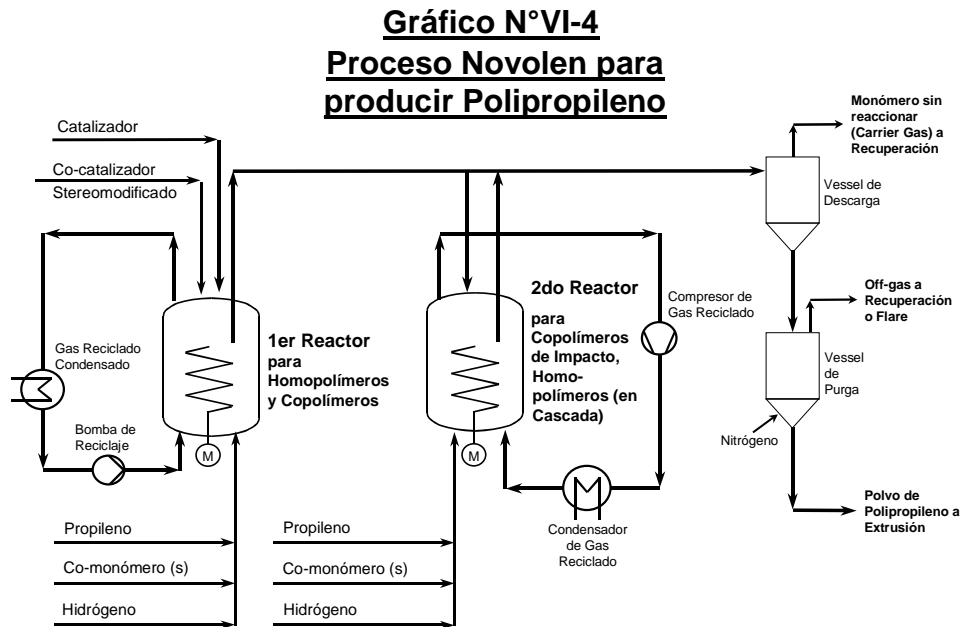 Gráfico N°VI-4
Proceso Novolen para
producir Polipropileno
Catalizador
Co-catalizador
Stereomodificado
Monómero sin
reaccionar
(Carrier Gas) a
Recuperación
Vessel de
Descarga
Gas Reciclado
Condensado
Bomba de
Reciclaje
1er Reactor
para
Homopolímeros
y Copolímeros
M
2do Reactor
para
Copolímeros
de Impacto,
Homo-
polímeros (en
Cascada)
M
Compresor de
Gas Reciclado
Condensador
de Gas
Reciclado
Off-gas a
Recuperación
o Flare
Vessel
de
Purga
Nitrógeno
Polvo de
Polipropileno a
Extrusión
Propileno
Co-monómero (s)
Hidrógeno
Propileno
Co-monómero (s)
Hidrógeno